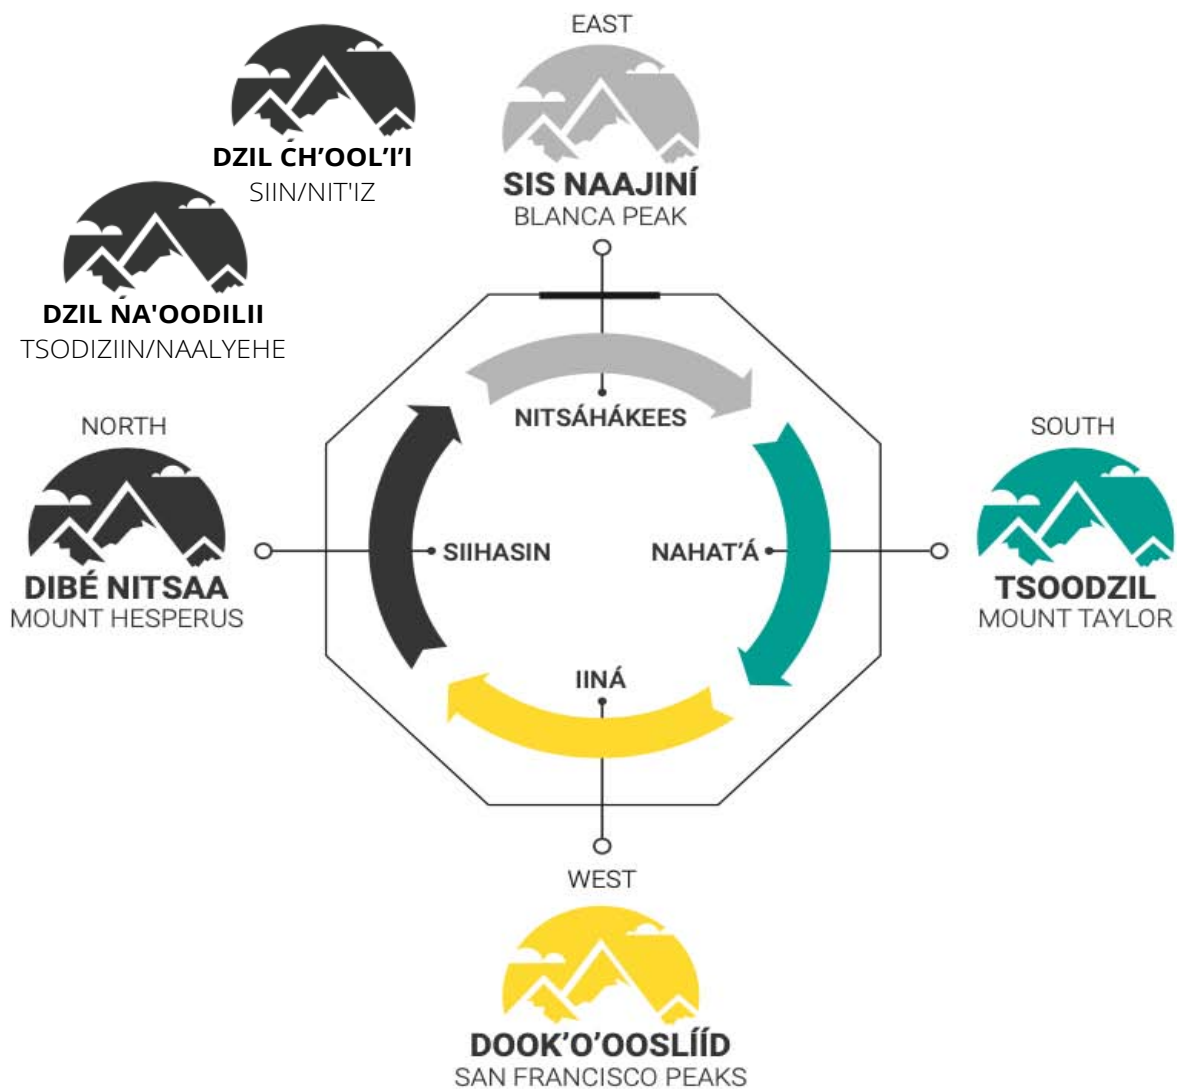 EAST
DZIL ĆH’OOL’I’I
SIIN/NIT'IZ
SIS NAAJINÍ
BLANCA PEAK
DZIL ŃA'OODILII
TSODIZIIN/NAALYEHE
NITSÁHÁKEES
NORTH
SOUTH
SIIHASIN
NAHAT’Á
DIBÉ NITSAA
MOUNT HESPERUS
TSOODZIL
MOUNT TAYLOR
IINÁ
WEST
DOOK’O’OOSLÍÍD
SAN FRANCISCO PEAKS